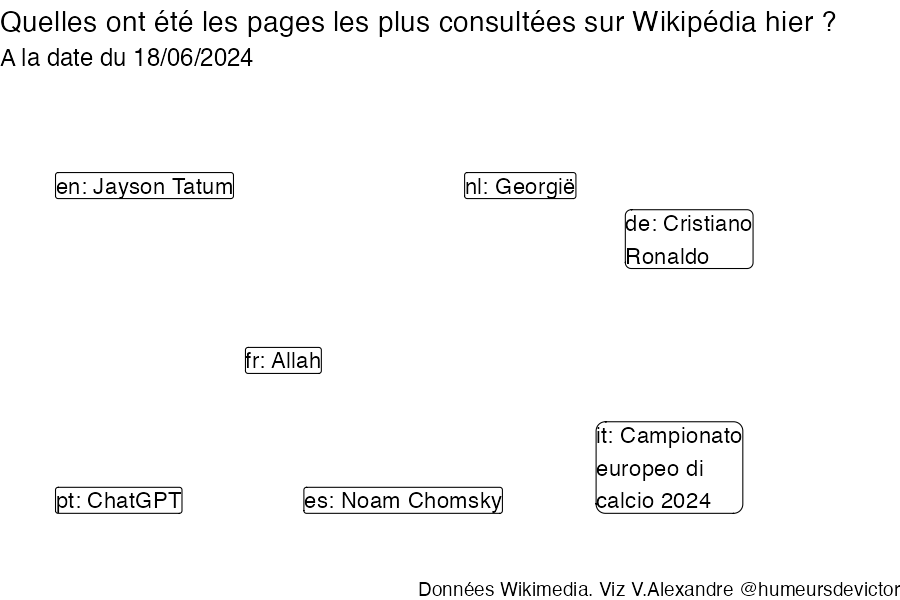 Quelles ont été les pages les plus consultées sur Wikipédia hier ?
A la date du 18/06/2024
en: Jayson Tatum
nl: Georgië
de: Cristiano
Ronaldo
fr: Allah
it: Campionato
europeo di
calcio 2024
pt: ChatGPT
es: Noam Chomsky
Données Wikimedia. Viz V.Alexandre @humeursdevictor